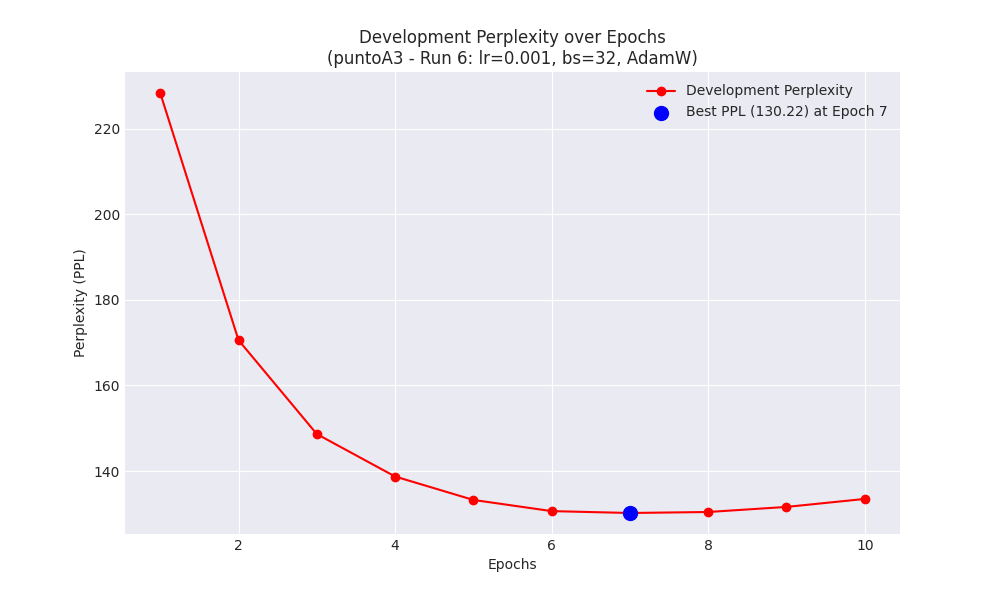 Development Perplexity over Epochs
(puntoA3 - Run 6: lr=0.001, bs=32, AdamW)
Development Perplexity
Best PPL (130.22) at Epoch 7
Perplexity (PPL)
220
200
180
160
140
2 4 6 8 10
Epochs